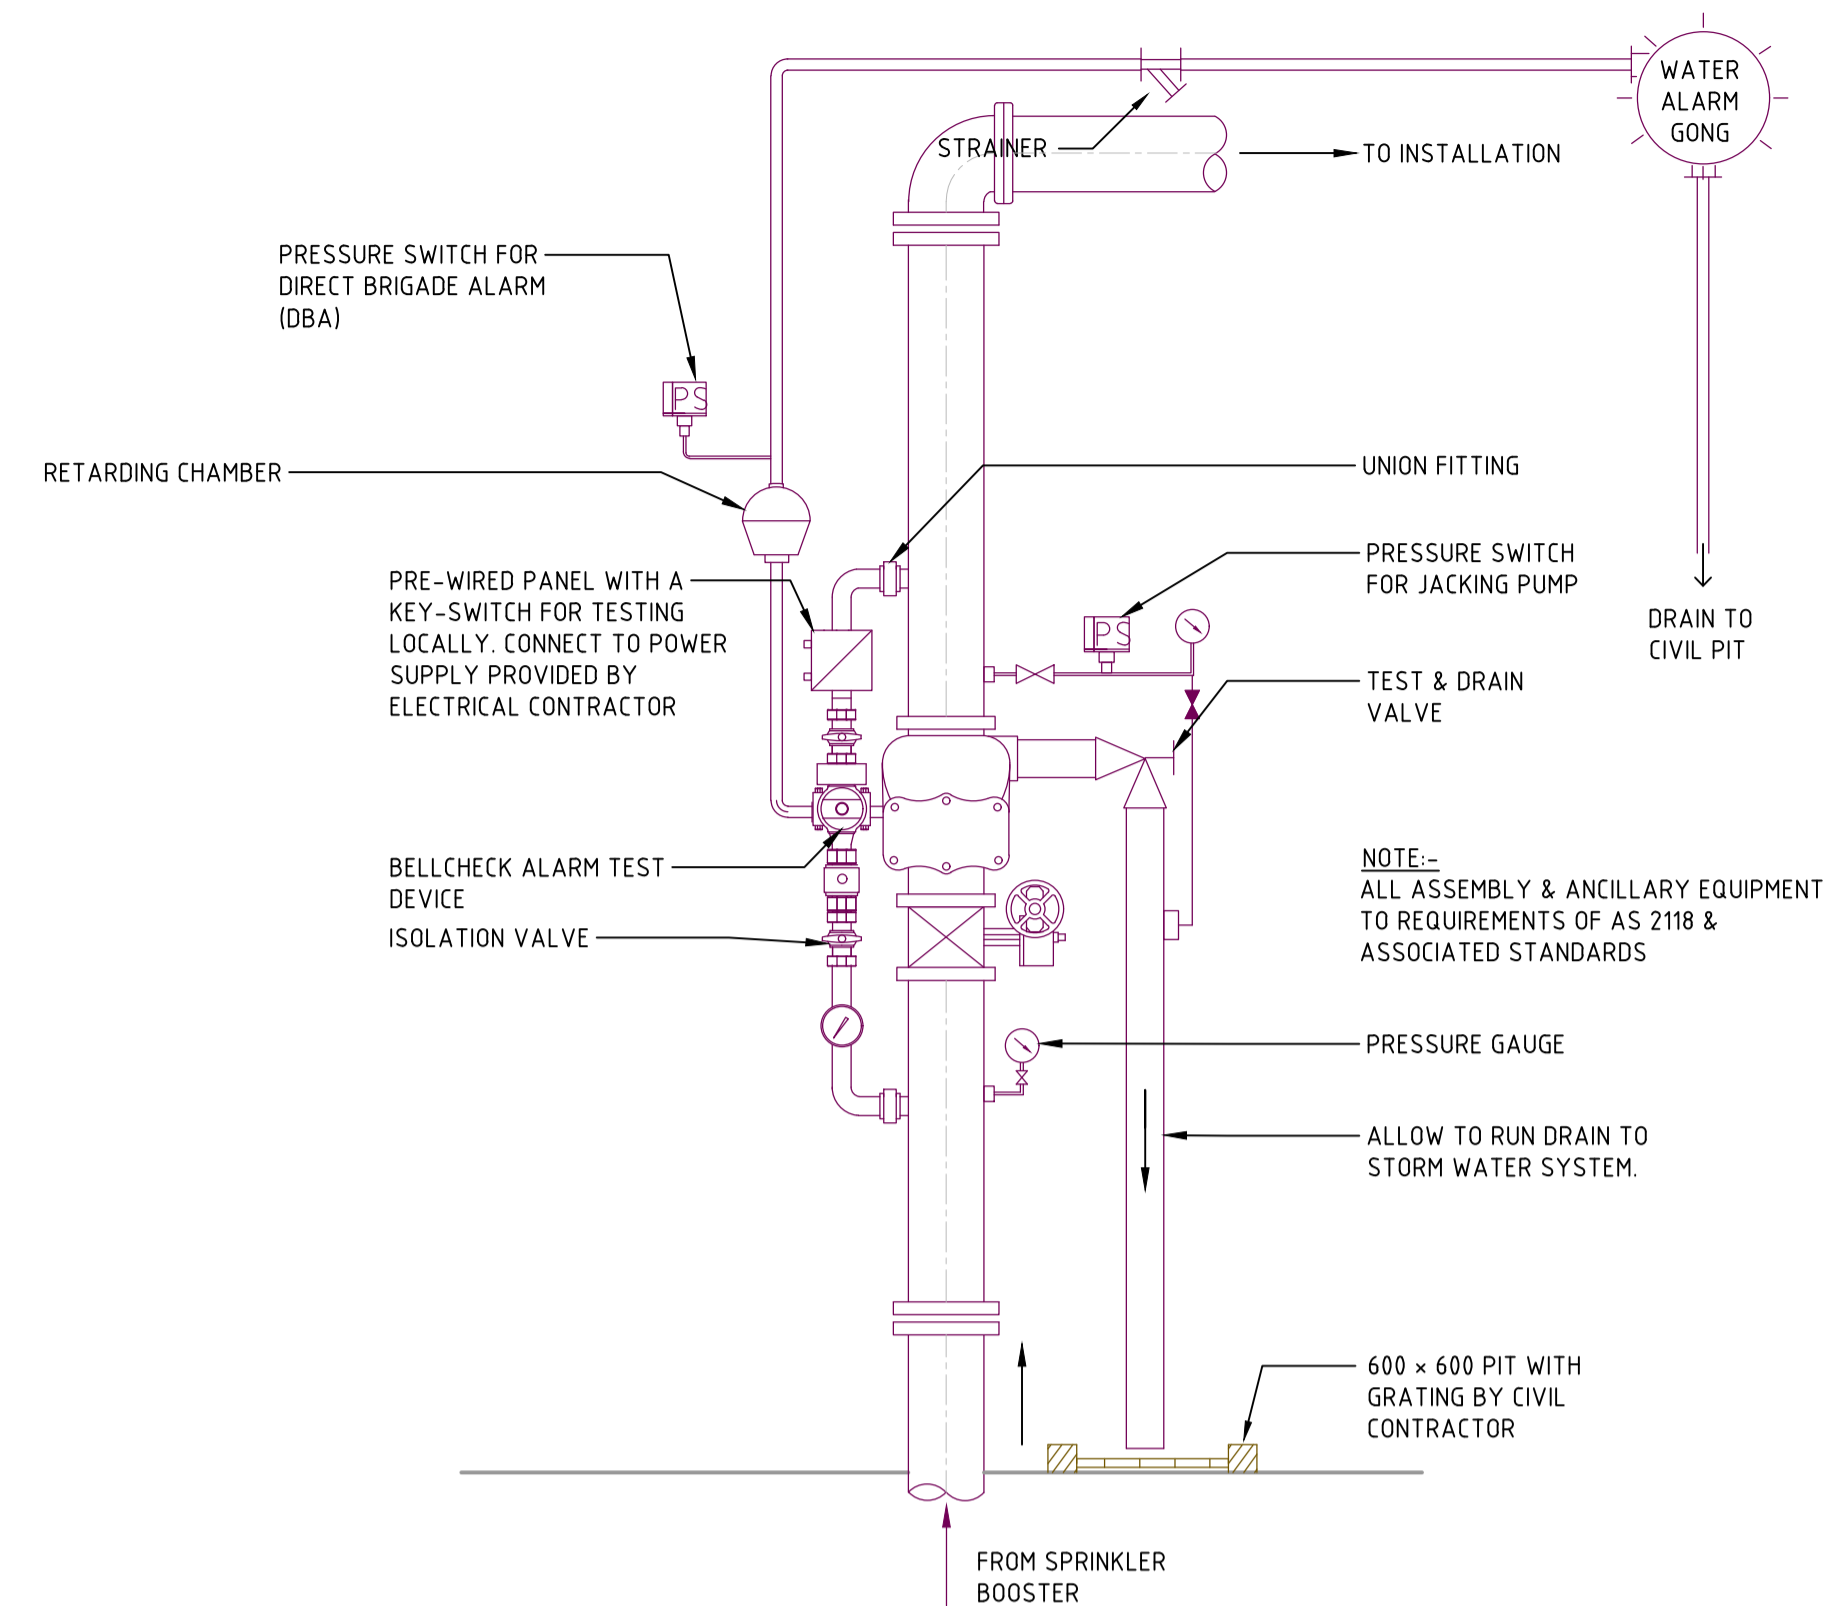 WATER
ALARM
GONG
STRAINER
TO INSTALLATION
PRESSURE SWITCH FOR
DIRECT BRIGADE ALARM
(DBA)
PS
RETARDING CHAMBER
UNION FITTING
PRE-WIRED PANEL WITH A
KEY-SWITCH FOR TESTING
LOCALLY. CONNECT TO POWER
SUPPLY PROVIDED BY
ELECTRICAL CONTRACTOR
PRESSURE SWITCH
FOR JACKING PUMP
PS
DRAIN TO
CIVIL PIT
TEST & DRAIN
VALVE
BELLCHECK ALARM TEST
DEVICE
ISOLATION VALVE
NOTE:-
ALL ASSEMBLY & ANCILLARY EQUIPMENT
TO REQUIREMENTS OF AS 2118 &
ASSOCIATED STANDARDS
PRESSURE GAUGE
ALLOW TO RUN DRAIN TO
STORM WATER SYSTEM.
600 × 600 PIT WITH
GRATING BY CIVIL
CONTRACTOR
FROM SPRINKLER
BOOSTER